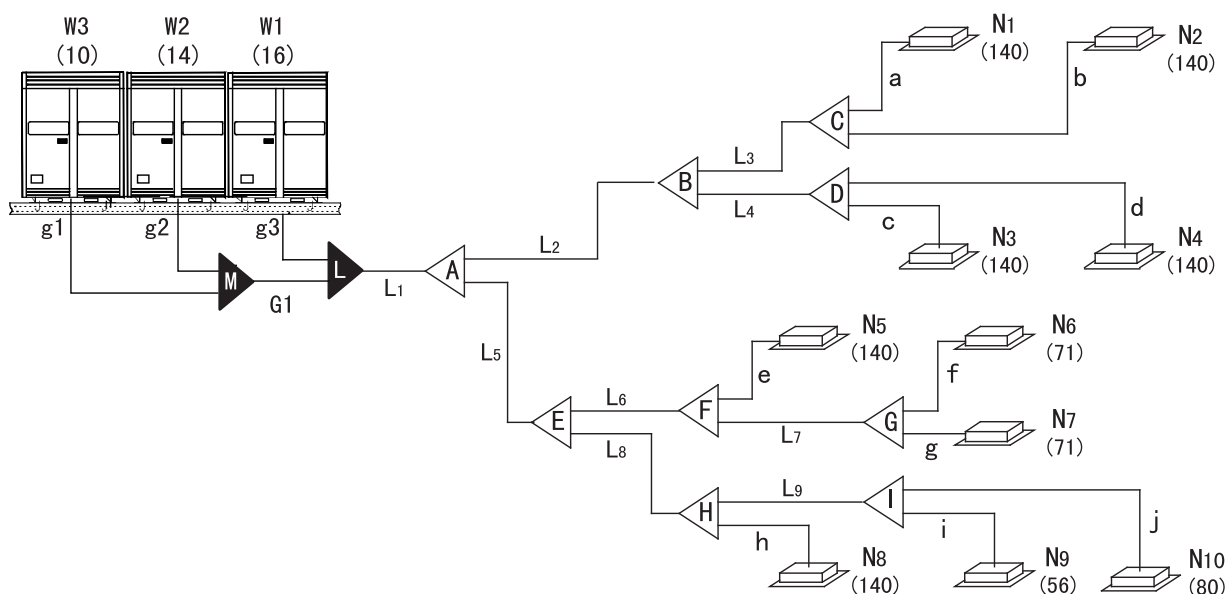 W3 W2 W1
(10) (14) (16)
N1
(140)
N2
(140)
a
b
C
L3
B
L4
D
d
c
N3
(140)
N4
(140)
g1 g2 g3
L2
M
L
A
G1
L1
N5
(140)
N6
(71)
L5
e
f
L6
F
E
G
L7
L8
g
N7
(71)
L9
I
H
i
j
h
N8
(140)
N9
(56)
N10
(80)